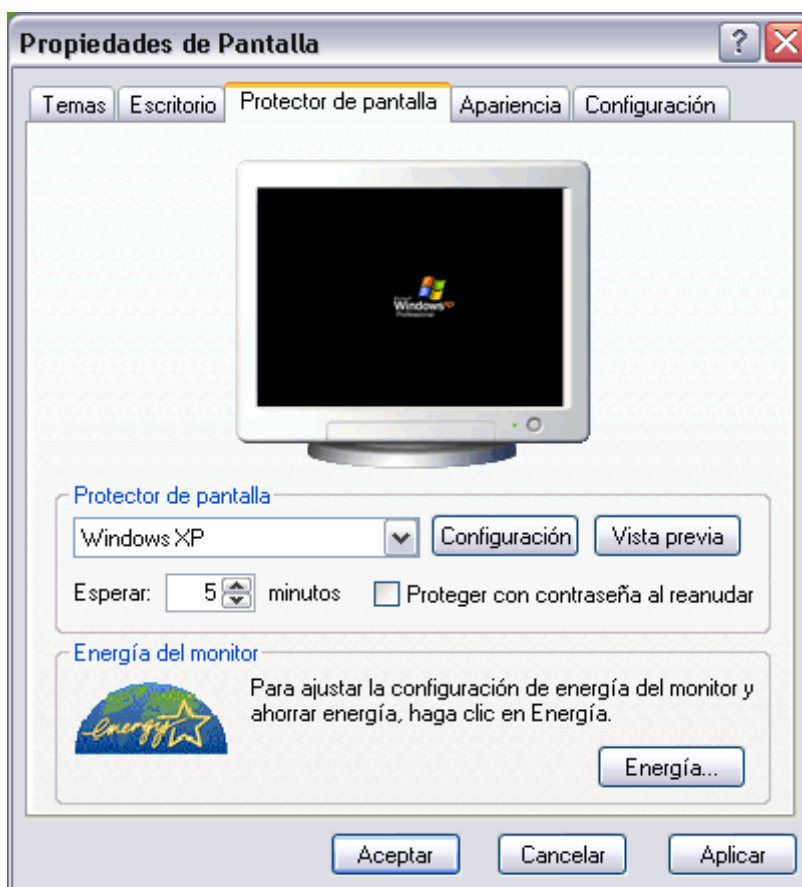 Propiedades de Pantalla
Temas Escritorio Protector de pantalla Apariencia Configuración
Windows xp
Professional
Protector de pantalla
Windows XP Configuración Vista previa
Esperar: 5 minutos Proteger con contraseña al reanudar
Energía del monitor
energy
Para ajustar la configuración de energía del monitor y
ahorrar energía, haga clic en Energía.
Energía...
Aceptar Cancelar Aplicar